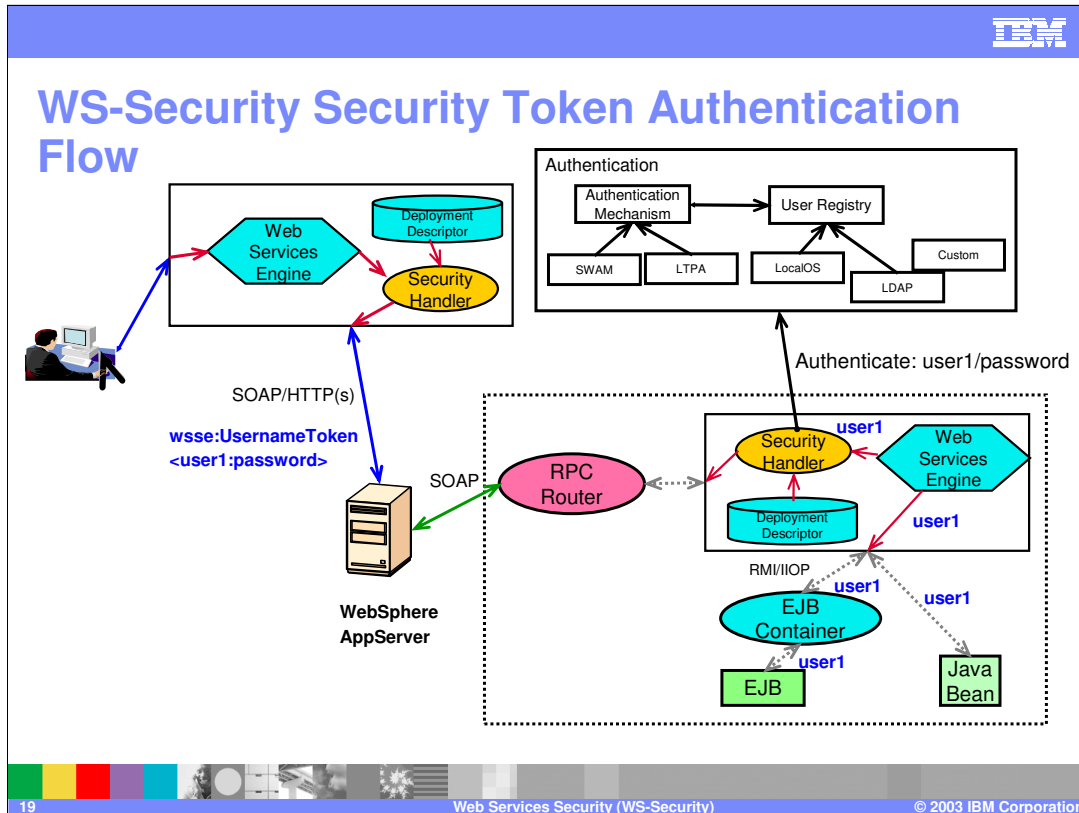 IBM
WS-Security Security Token Authentication
Flow
Authentication
Authentication
Mechanism
User Registry
SWAM
LTPA
LocalOS
LDAP
Custom
Web
Services
Engine
Deployment
Descriptor
Security
Handler
Authenticate: user1/password
SOAP/HTTP(s)
wsse:UsernameToken
<user1:password>
SOAP
RPC
Router
Security
Handler
user1
Web
Services
Engine
Deployment
Descriptor
user1
RMI/IIOP
user1
user1
EJB
Container
user1
EJB
Java
Bean
WebSphere
AppServer
19
Web Services Security (WS-Security)
© 2003 IBM Corporation